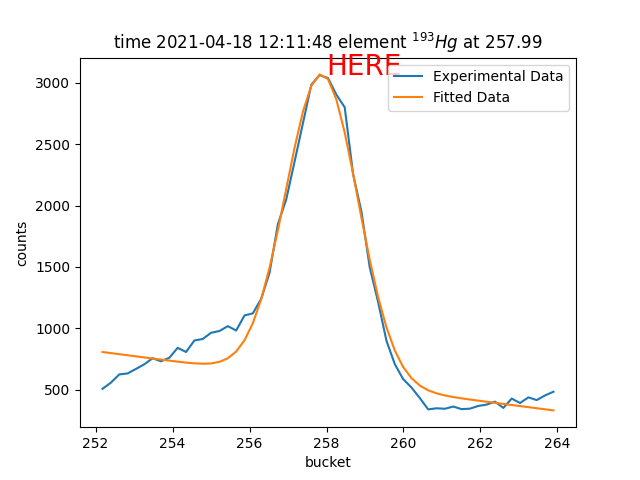 time 2021-04-18 12:11:48 element ¹⁹³Hg at 257.99
HERE
Experimental Data
Fitted Data
counts
3000
2500
2000
1500
1000
500
252 254 256 258 260 262 264
bucket